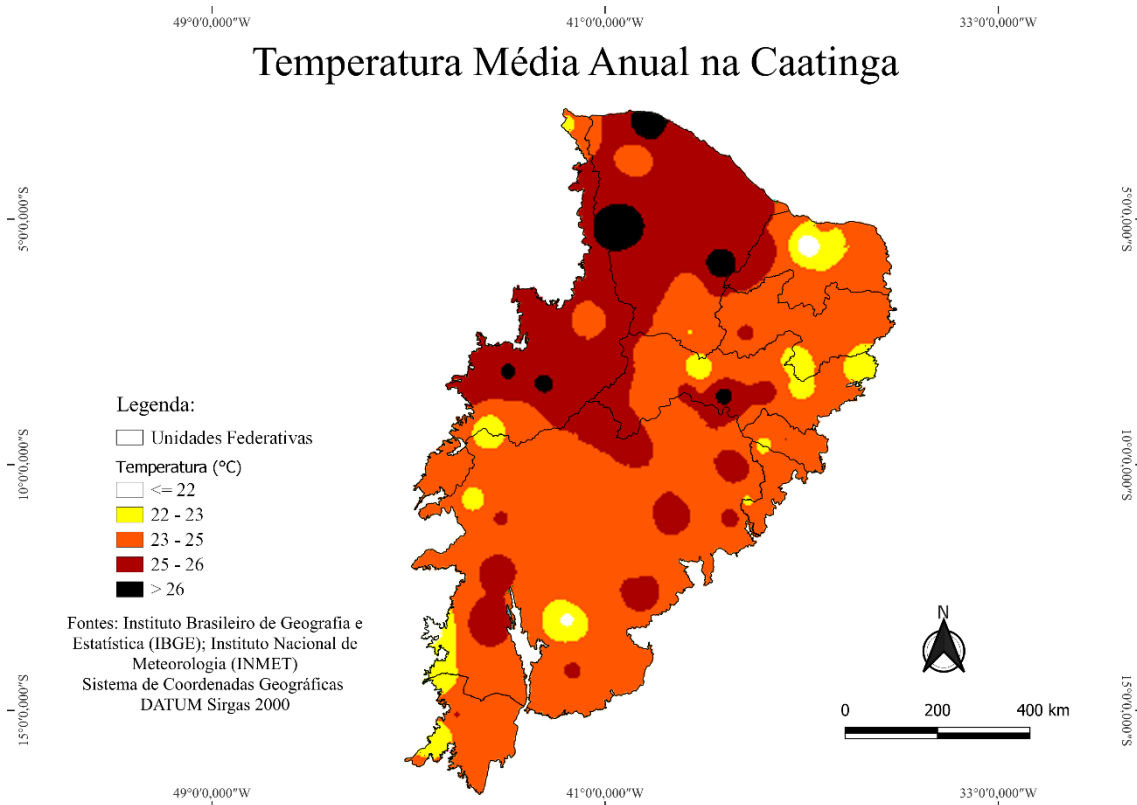 49°0'0,000"W
41°0'0,000"W
33°0'0,000"W
Temperatura Média Anual na Caatinga
5°0'0,000"S
5°0'0,000"S
Legenda:
Unidades Federativas
Temperatura (°C)
<= 22
22 - 23
23 - 25
25 - 26
> 26
10°0'0,000"S
10°0'0,000"S
Fontes: Instituto Brasileiro de Geografia e
Estatística (IBGE); Instituto Nacional de
Meteorologia (INMET)
Sistema de Coordenadas Geográficas
DATUM Sirgas 2000
N
0 200 400 km
15°0'0,000"S
15°0'0,000"S
49°0'0,000"W
41°0'0,000"W
33°0'0,000"W